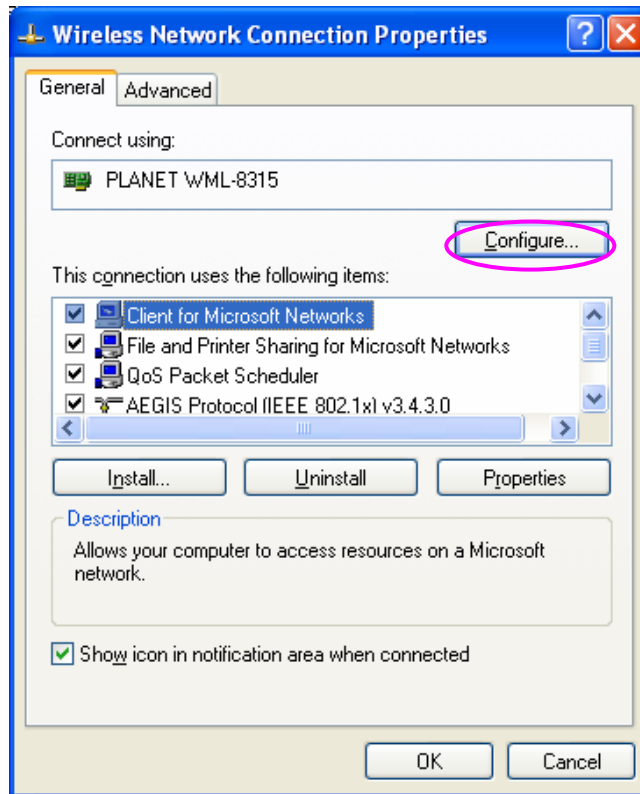 Wireless Network Connection Properties
General
Advanced
Connect using:
PLANET WML-8315
Configure...
This connection uses the following items:
Client for Microsoft Networks
File and Printer Sharing for Microsoft Networks
QoS Packet Scheduler
AEGIS Protocol (IEEE 802.1x) v3.4.3.0
Install...
Uninstall
Properties
Description
Allows your computer to access resources on a Microsoft
network.
Show icon in notification area when connected
OK
Cancel